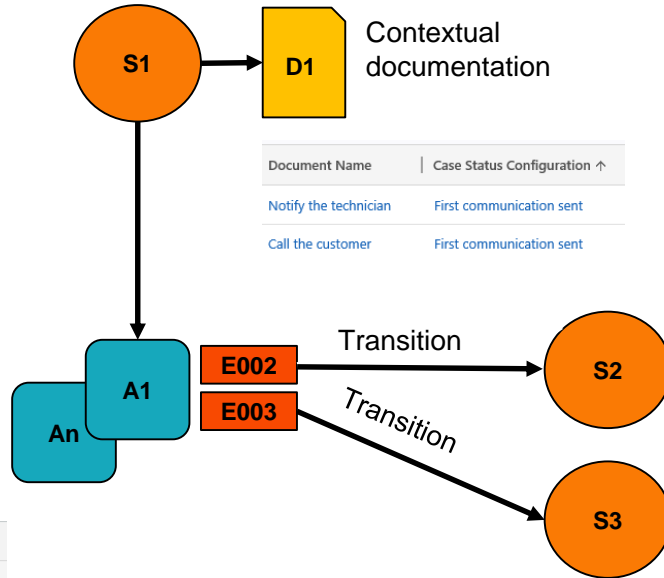 S1
D1
Contextual
documentation
Document Name | Case Status Configuration ↑
Notify the technician First communication sent
Call the customer First communication sent
Transition
E002
S2
A1
E003
Transition
An
S3